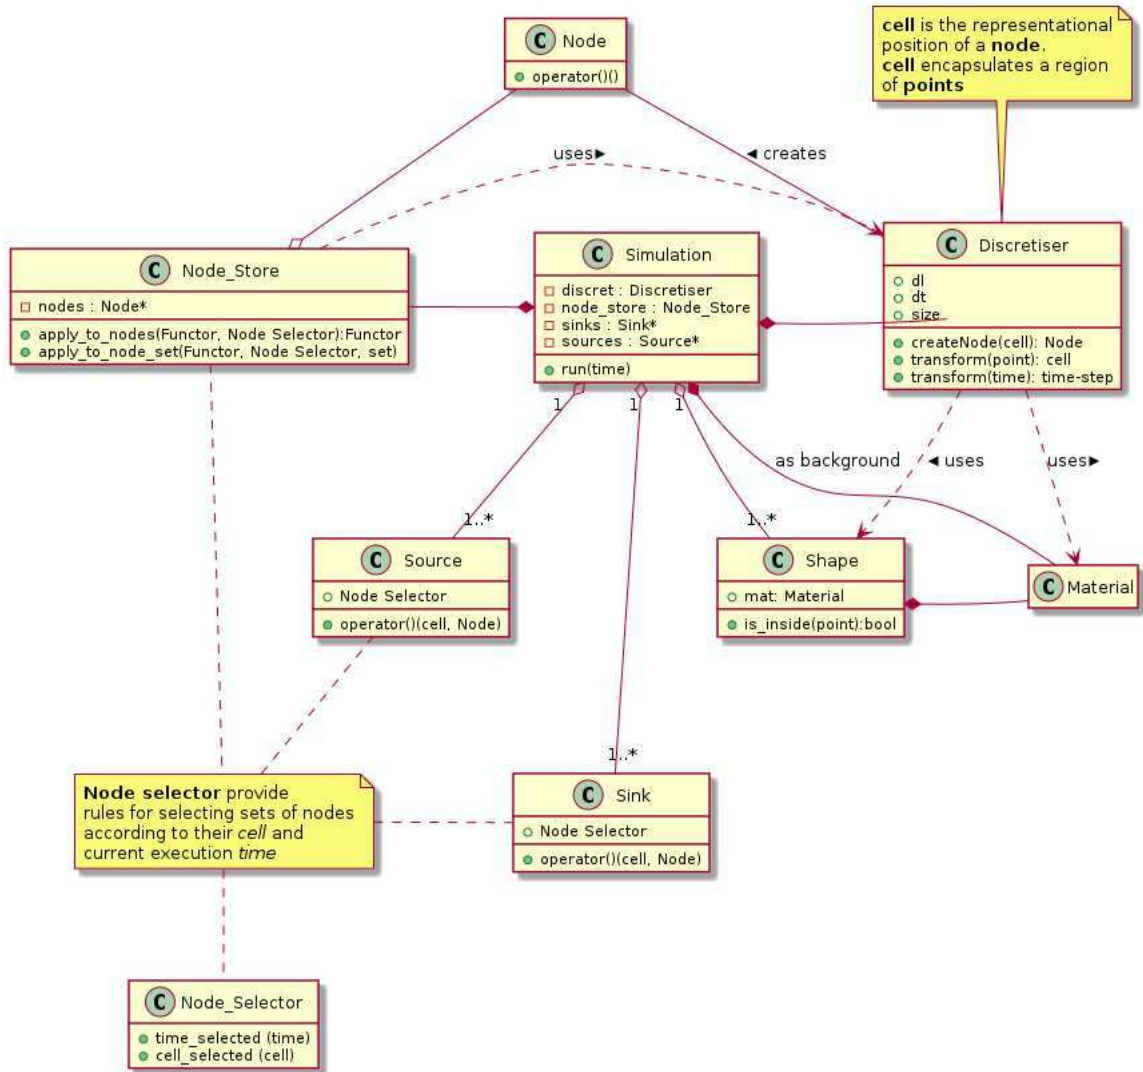 C Node
operator()()
cell is the representational
position of a node.
cell encapsulates a region
of points
uses►
◄ creates
C Node_Store
nodes : Node*
apply_to_nodes(Functor, Node Selector):Functor
apply_to_node_set(Functor, Node Selector, set)
C Simulation
discret : Discretiser
node_store : Node_Store
sinks : Sink*
sources : Source*
run(time)
C Discretiser
dl
dt
size
createNode(cell): Node
transform(point): cell
transform(time): time-step
1
1
1
as background
◄ uses
uses►
1..*
1..*
C Source
Node Selector
operator()(cell, Node)
C Shape
mat: Material
is_inside(point):bool
C Material
1..*
Node selector provide
rules for selecting sets of nodes
according to their cell and
current execution time
C Sink
Node Selector
operator()(cell, Node)
C Node_Selector
time_selected (time)
cell_selected (cell)